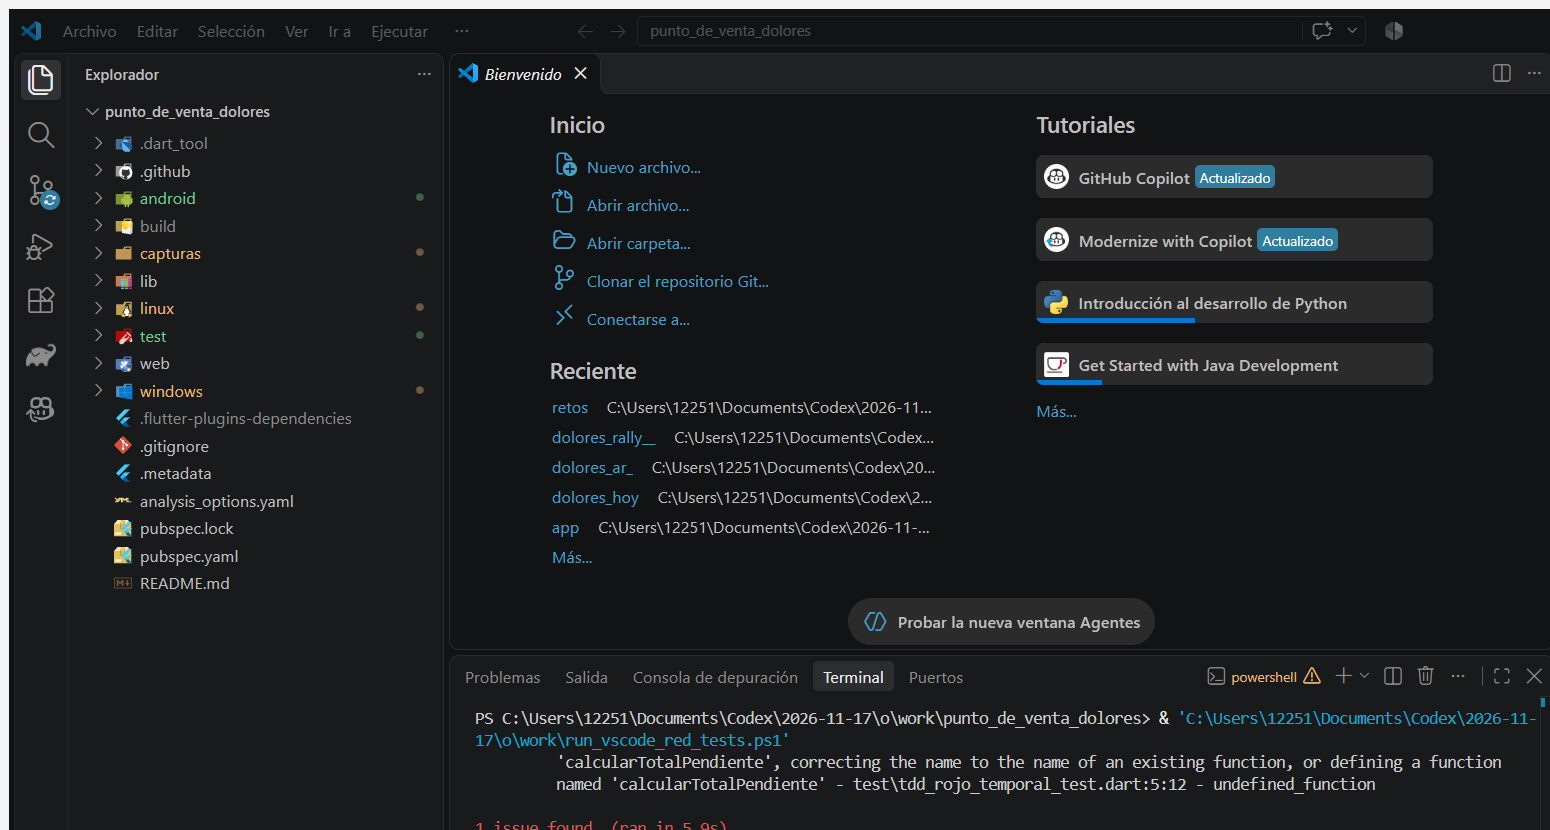 Archivo Editar Selección Ver Ir a Ejecutar ··· punto_de_venta_dolores
Explorador ···
punto_de_venta_dolores
.dart_tool
.github
android
build
capturas
lib
linux
test
web
windows
.flutter-plugins-dependencies
.gitignore
.metadata
analysis_options.yaml
pubspec.lock
pubspec.yaml
README.md
Bienvenido
Inicio
Nuevo archivo...
Abrir archivo...
Abrir carpeta...
Clonar el repositorio Git...
Conectarse a...
Reciente
retos C:\Users\12251\Documents\Codex\2026-11...
dolores_rally__ C:\Users\12251\Documents\Codex...
dolores_ar_ C:\Users\12251\Documents\Codex\20...
dolores_hoy C:\Users\12251\Documents\Codex\2...
app C:\Users\12251\Documents\Codex\2026-11-...
Más...
Tutoriales
GitHub Copilot Actualizado
Modernize with Copilot Actualizado
Introducción al desarrollo de Python
Get Started with Java Development
Más...
Probar la nueva ventana Agentes
Problemas Salida Consola de depuración Terminal Puertos powershell
PS C:\Users\12251\Documents\Codex\2026-11-17\o\work\punto_de_venta_dolores> & 'C:\Users\12251\Documents\Codex\2026-11-
17\o\work\run_vscode_red_tests.ps1'
'calcularTotalPendiente', correcting the name to the name of an existing function, or defining a function
named 'calcularTotalPendiente' - test\tdd_rojo_temporal_test.dart:5:12 - undefined_function
1 issue found. (ran in 5.9s)